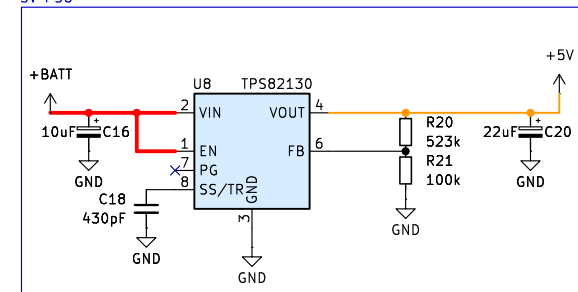 +5V
+BATT
U8
TPS82130
2
VIN
VOUT
4
10uF
C16
R20
523k
22uF
C20
1
EN
FB
6
R21
100k
GND
7
PG
8
SS/TR
GND
3
C18
430pF
GND
GND
GND
GND